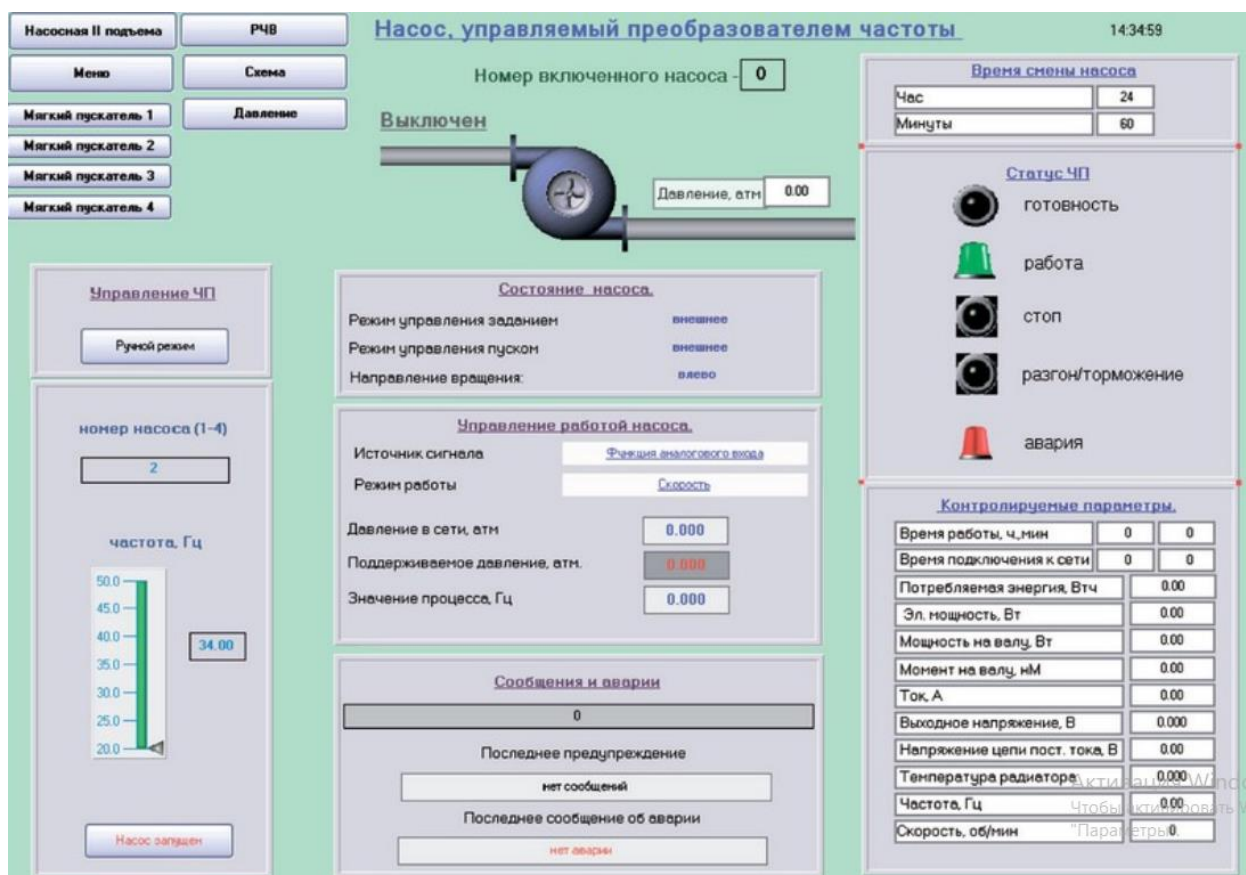 Насосная II подъема
РЧВ
Насос, управляемый преобразователем частоты
14:34:59
Меню
Схема
Номер включенного насоса - 0
Мягкий пускатель 1
Давление
Мягкий пускатель 2
Мягкий пускатель 3
Мягкий пускатель 4
Выключен
Давление, атм 0.00
Время смены насоса
Час 24
Минуты 60
Статус ЧП
готовность
работа
стоп
разгон/торможение
авария
Управление ЧП
Ручной режим
номер насоса (1-4)
2
частота, Гц
50.0
45.0
40.0
35.0
30.0
25.0
20.0
34.00
Насос запущен
Состояние насоса.
Режим управления заданием внешнее
Режим управления пуском внешнее
Направление вращения: влево
Управление работой насоса.
Источник сигнала Функция аналогового входа
Режим работы Скорость
Давление в сети, атм 0.000
Поддерживаемое давление, атм. 0.000
Значение процесса, Гц 0.000
Сообщения и аварии
0
Последнее предупреждение
нет сообщений
Последнее сообщение об аварии
нет аварии
Контролируемые параметры.
Время работы, ч.,мин 0 0
Время подключения к сети 0 0
Потребляемая энергия, Втч 0.00
Эл. мощность, Вт 0.00
Мощность на валу, Вт 0.00
Момент на валу, нМ 0.00
Ток, А 0.00
Выходное напряжение, В 0.000
Напряжение цепи пост. тока, В 0.00
Температура радиатора 0.000
Частота, Гц 0.00
Скорость, об/мин 0.
Активация Windo
Чтобы активировать W
"Параметры".